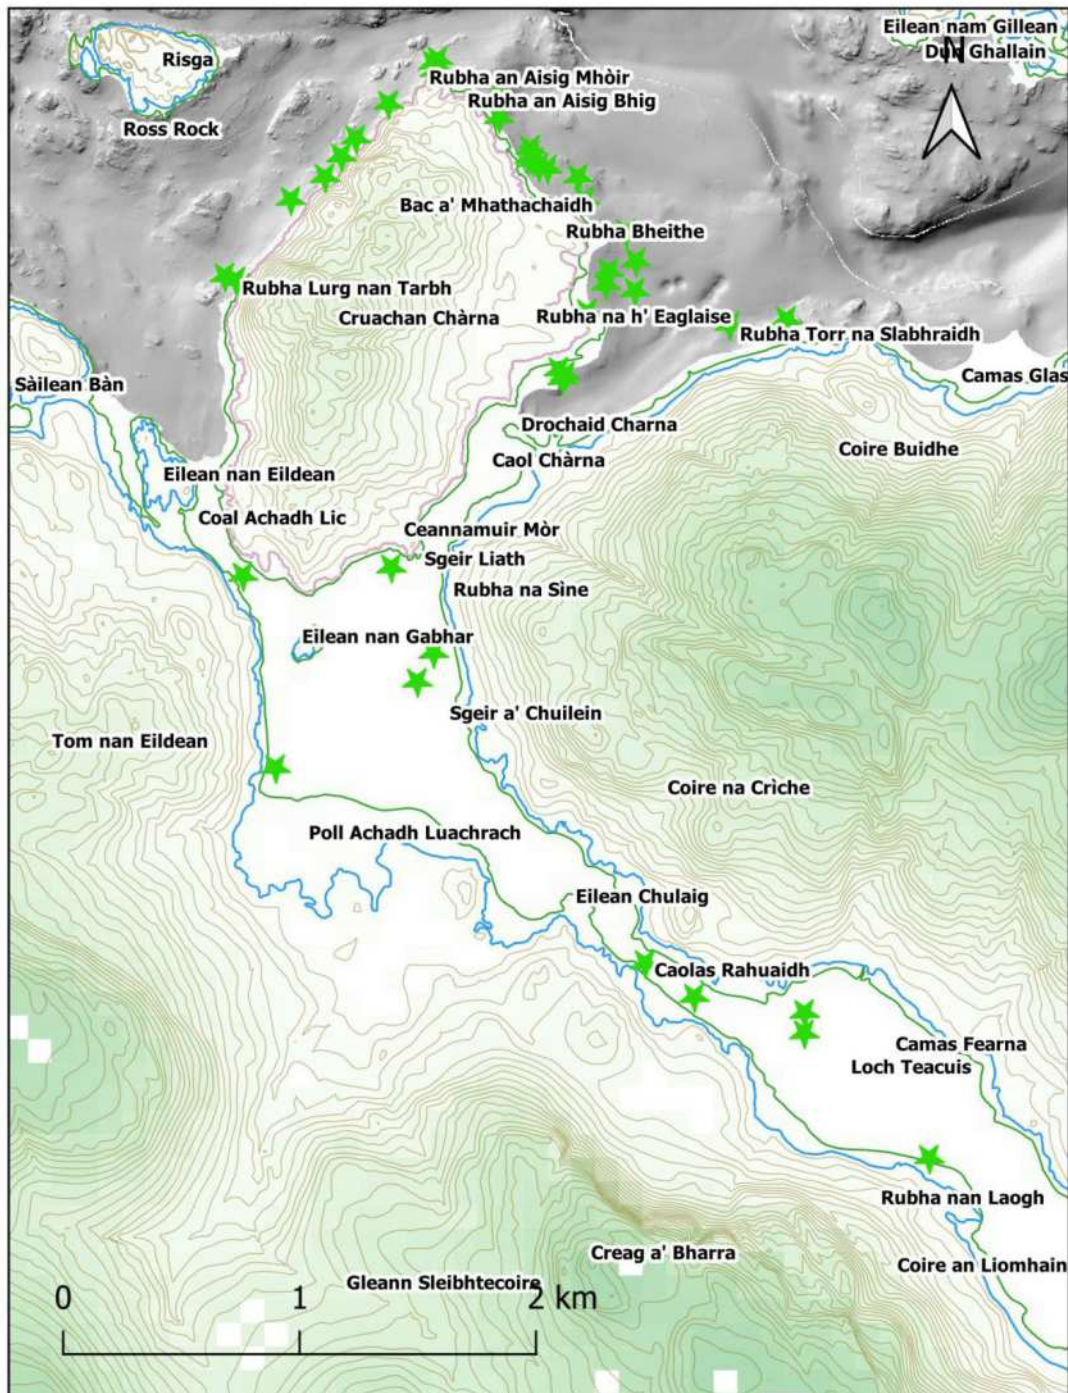 Eilean nam Gillean
Dùn Ghallain
N
Risga
Ross Rock
Rubha an Aisig Mhòir
Rubha an Aisig Bhig
Bac a' Mhathachaidh
Rubha Bheithe
Rubha Lurg nan Tarbh
Cruachan Chàrna
Rubha na h' Eaglaise
Rubha Torr na Slabhraidh
Sàilean Bàn
Camas Glas
Drochaid Charna
Coire Buidhe
Caol Chàrna
Eilean nan Eildean
Coal Achadh Lic
Ceannamuir Mòr
Sgeir Liath
Rubha na Sìne
Eilean nan Gabhar
Sgeir a' Chuilein
Tom nan Eildean
Coire na Crìche
Poll Achadh Luachrach
Eilean Chulaig
Caolas Rahuaidh
Camas Fearna
Loch Teacuis
Rubha nan Laogh
Creag a' Bharra
Coire an Liomhain
Gleann Sleibhtecoire
0 1 2 km